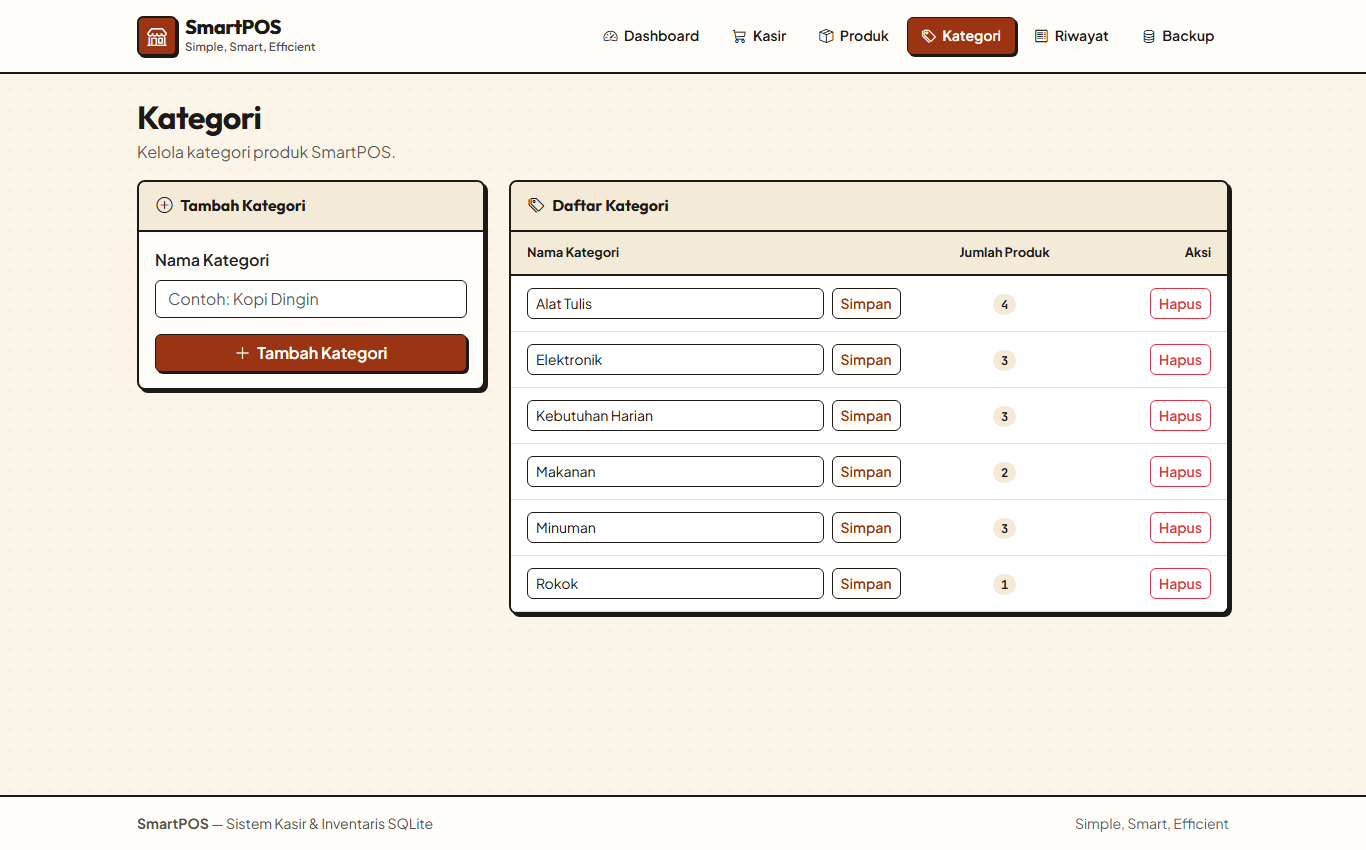 SmartPOS
Simple, Smart, Efficient
Dashboard
Kasir
Produk
Kategori
Riwayat
Backup
Kategori
Kelola kategori produk SmartPOS.
Tambah Kategori
Nama Kategori
Contoh: Kopi Dingin
Tambah Kategori
Daftar Kategori
Nama Kategori Jumlah Produk Aksi
Alat Tulis Simpan 4 Hapus
Elektronik Simpan 3 Hapus
Kebutuhan Harian Simpan 3 Hapus
Makanan Simpan 2 Hapus
Minuman Simpan 3 Hapus
Rokok Simpan 1 Hapus
SmartPOS — Sistem Kasir & Inventaris SQLite
Simple, Smart, Efficient